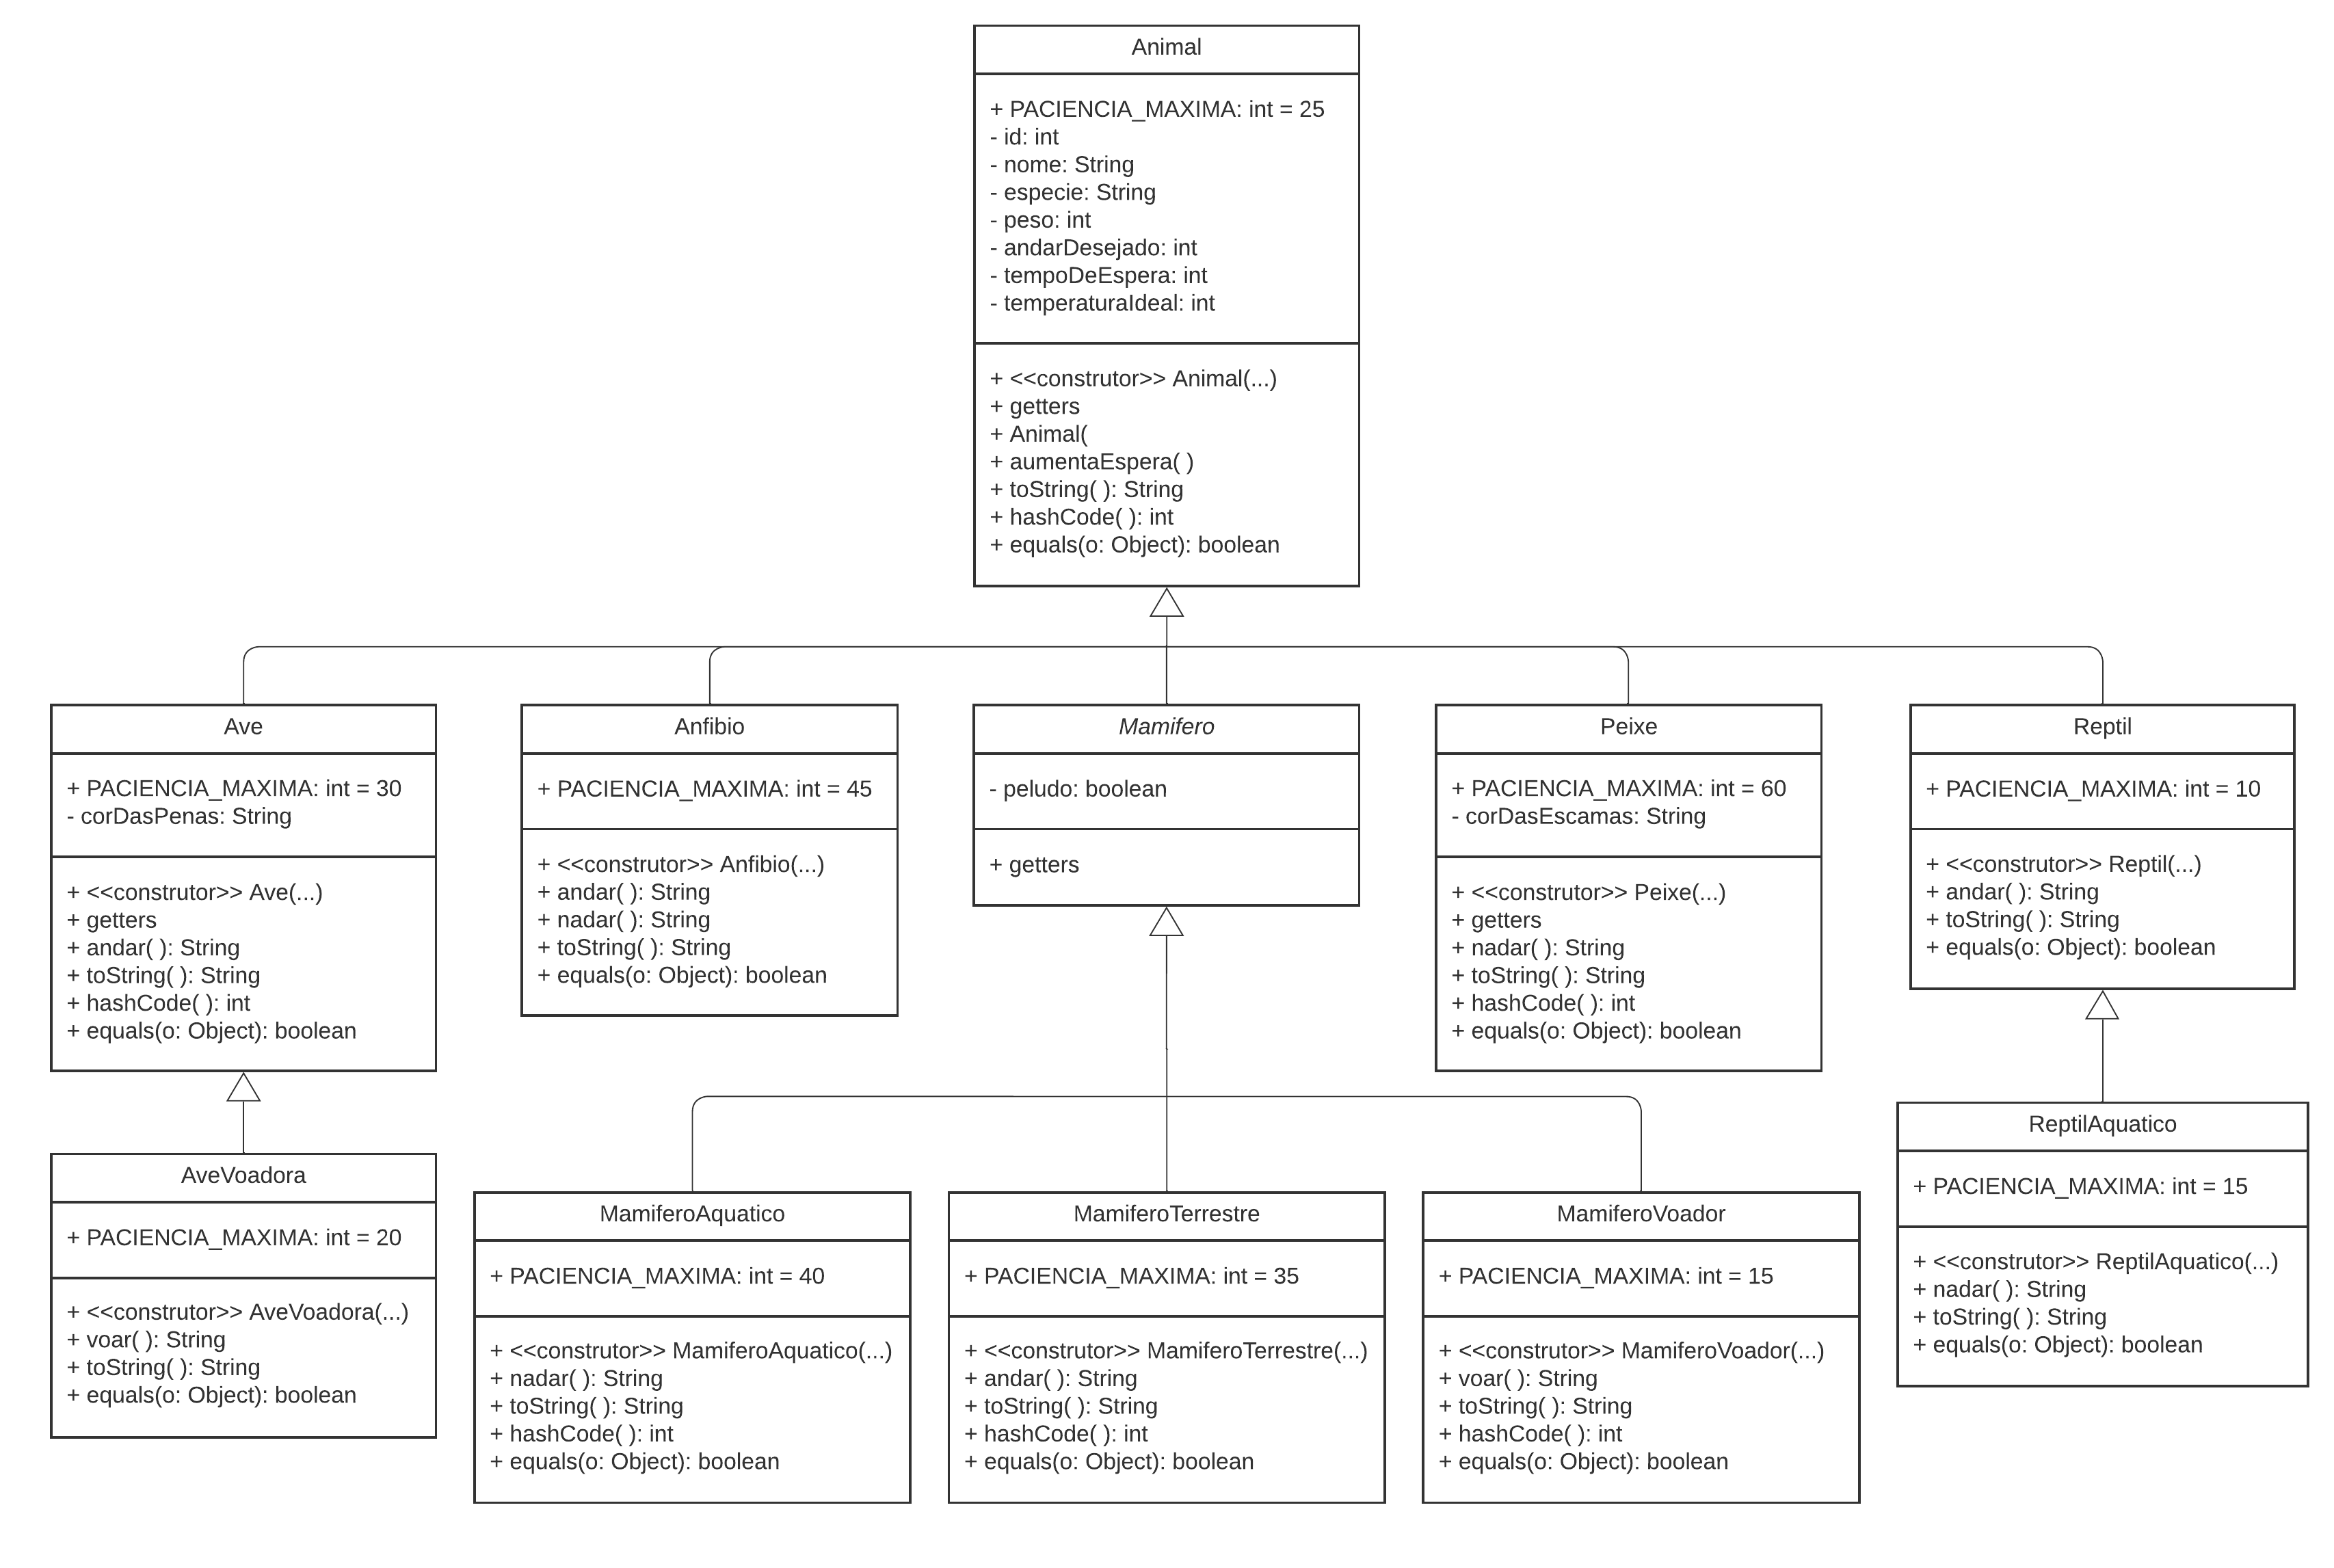 Animal
+ PACIENCIA_MAXIMA: int = 25
- id: int
- nome: String
- especie: String
- peso: int
- andarDesejado: int
- tempoDeEspera: int
- temperaturaIdeal: int
+ <<construtor>> Animal(...)
+ getters
+ Animal(
+ aumentaEspera( )
+ toString( ): String
+ hashCode( ): int
+ equals(o: Object): boolean
Ave
+ PACIENCIA_MAXIMA: int = 30
- corDasPenas: String
+ <<construtor>> Ave(...)
+ getters
+ andar( ): String
+ toString( ): String
+ hashCode( ): int
+ equals(o: Object): boolean
Anfibio
+ PACIENCIA_MAXIMA: int = 45
+ <<construtor>> Anfibio(...)
+ andar( ): String
+ nadar( ): String
+ toString( ): String
+ equals(o: Object): boolean
Mamifero
- peludo: boolean
+ getters
Peixe
+ PACIENCIA_MAXIMA: int = 60
- corDasEscamas: String
+ <<construtor>> Peixe(...)
+ getters
+ nadar( ): String
+ toString( ): String
+ hashCode( ): int
+ equals(o: Object): boolean
Reptil
+ PACIENCIA_MAXIMA: int = 10
+ <<construtor>> Reptil(...)
+ andar( ): String
+ toString( ): String
+ equals(o: Object): boolean
AveVoadora
+ PACIENCIA_MAXIMA: int = 20
+ <<construtor>> AveVoadora(...)
+ voar( ): String
+ toString( ): String
+ equals(o: Object): boolean
MamiferoAquatico
+ PACIENCIA_MAXIMA: int = 40
+ <<construtor>> MamiferoAquatico(...)
+ nadar( ): String
+ toString( ): String
+ hashCode( ): int
+ equals(o: Object): boolean
MamiferoTerrestre
+ PACIENCIA_MAXIMA: int = 35
+ <<construtor>> MamiferoTerrestre(...)
+ andar( ): String
+ toString( ): String
+ hashCode( ): int
+ equals(o: Object): boolean
MamiferoVoador
+ PACIENCIA_MAXIMA: int = 15
+ <<construtor>> MamiferoVoador(...)
+ voar( ): String
+ toString( ): String
+ hashCode( ): int
+ equals(o: Object): boolean
ReptilAquatico
+ PACIENCIA_MAXIMA: int = 15
+ <<construtor>> ReptilAquatico(...)
+ nadar( ): String
+ toString( ): String
+ equals(o: Object): boolean